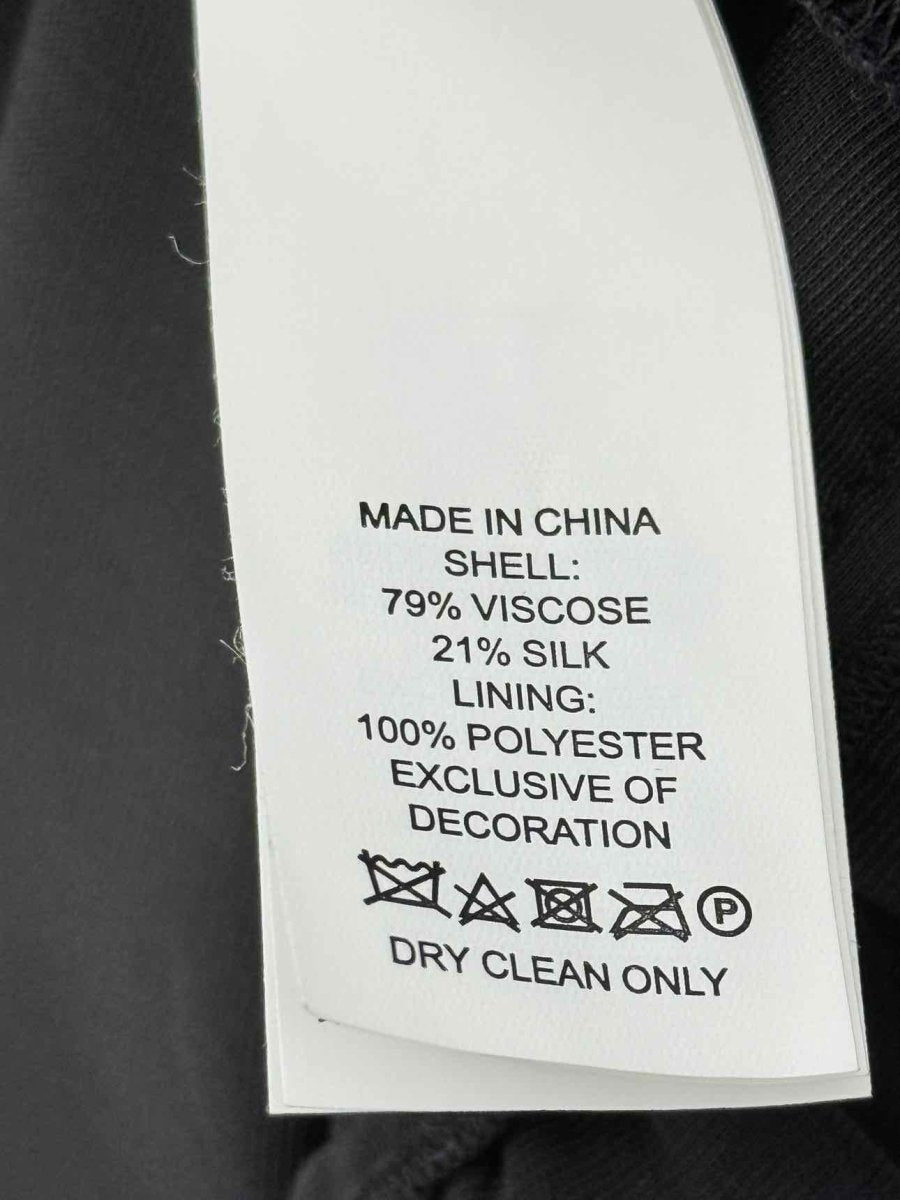 MADE IN CHINA
SHELL:
79% VISCOSE
21% SILK
LINING:
100% POLYESTER
EXCLUSIVE OF
DECORATION
P
DRY CLEAN ONLY